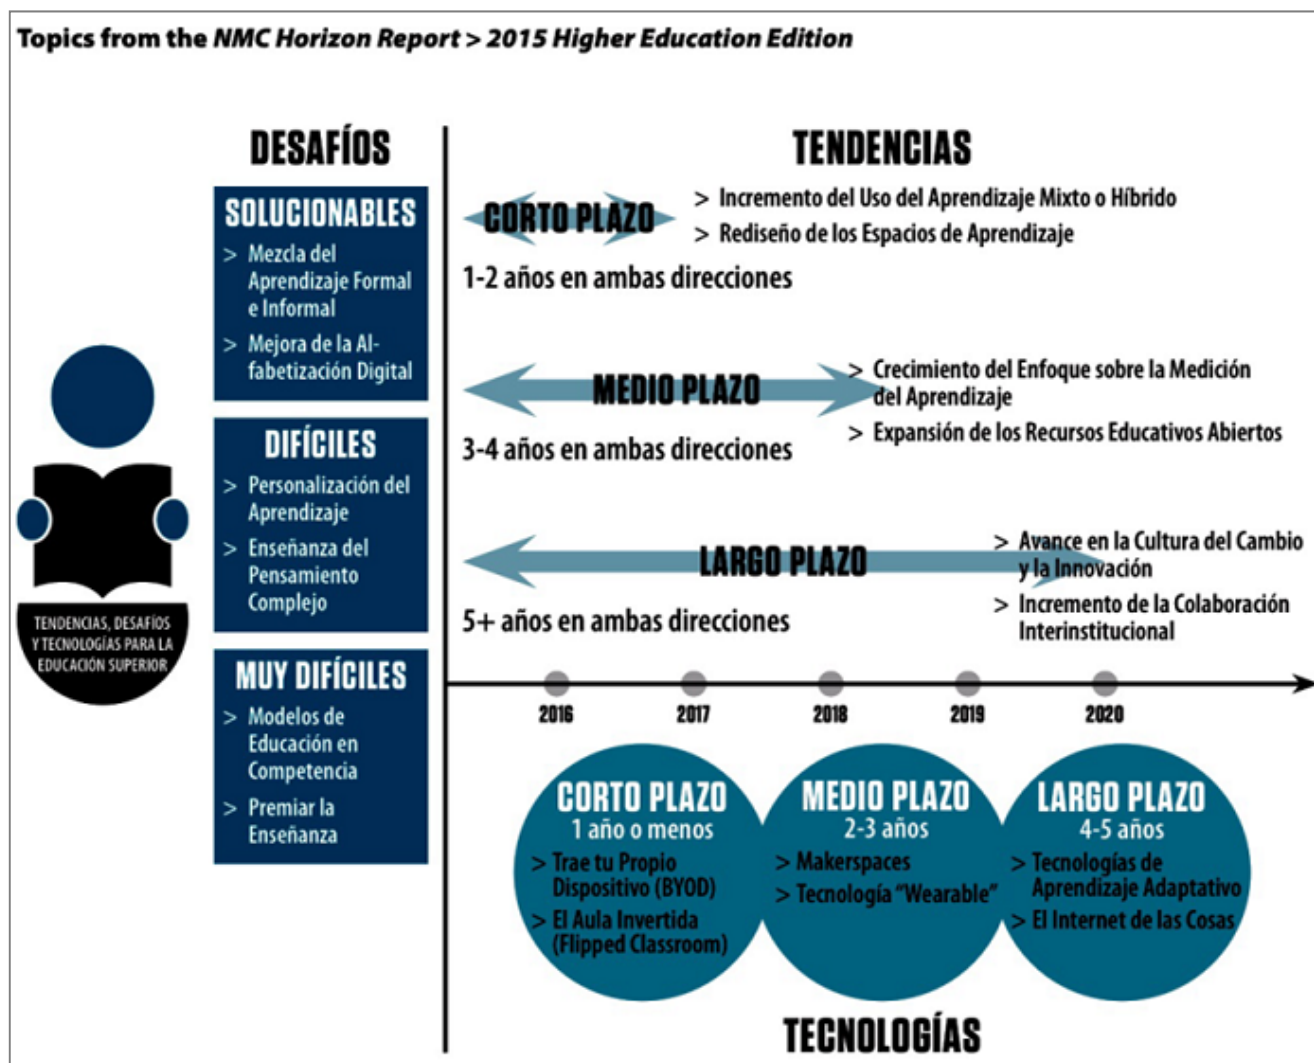 Topics from the NMC Horizon Report > 2015 Higher Education Edition
DESAFÍOS
SOLUCIONABLES
> Mezcla del
Aprendizaje Formal
e Informal
> Mejora de la Al-
fabetización Digital
DIFÍCILES
> Personalización del
Aprendizaje
> Enseñanza del
Pensamiento
Complejo
MUY DIFÍCILES
> Modelos de
Educación en
Competencia
> Premiar la
Enseñanza
TENDENCIAS, DESAFÍOS
Y TECNOLOGÍAS PARA LA
EDUCACIÓN SUPERIOR
TENDENCIAS
CORTO PLAZO
> Incremento del Uso del Aprendizaje Mixto o Híbrido
> Rediseño de los Espacios de Aprendizaje
1-2 años en ambas direcciones
MEDIO PLAZO
> Crecimiento del Enfoque sobre la Medición
del Aprendizaje
> Expansión de los Recursos Educativos Abiertos
3-4 años en ambas direcciones
LARGO PLAZO
> Avance en la Cultura del Cambio
y la Innovación
> Incremento de la Colaboración
Interinstitucional
5+ años en ambas direcciones
2016 2017 2018 2019 2020
CORTO PLAZO
1 año o menos
> Trae tu Propio
Dispositivo (BYOD)
> El Aula Invertida
(Flipped Classroom)
MEDIO PLAZO
2-3 años
> Makerspaces
> Tecnología “Wearable”
LARGO PLAZO
4-5 años
> Tecnologías de
Aprendizaje Adaptativo
> El Internet de las Cosas
TECNOLOGÍAS